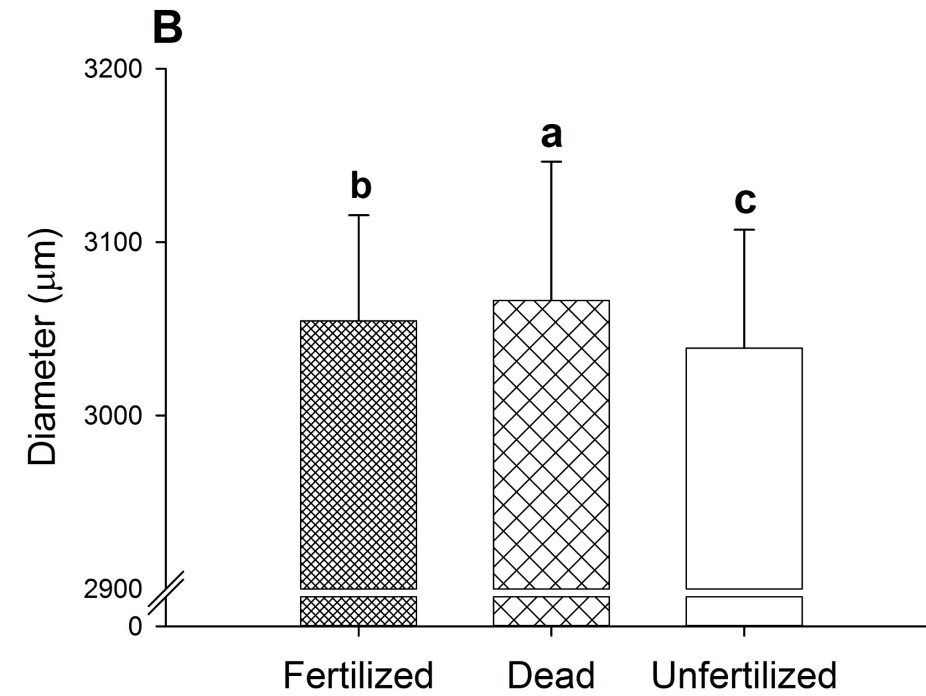 B
3200
3100
3000
2900
0
Diameter (μm)
b
a
c
Fertilized Dead Unfertilized